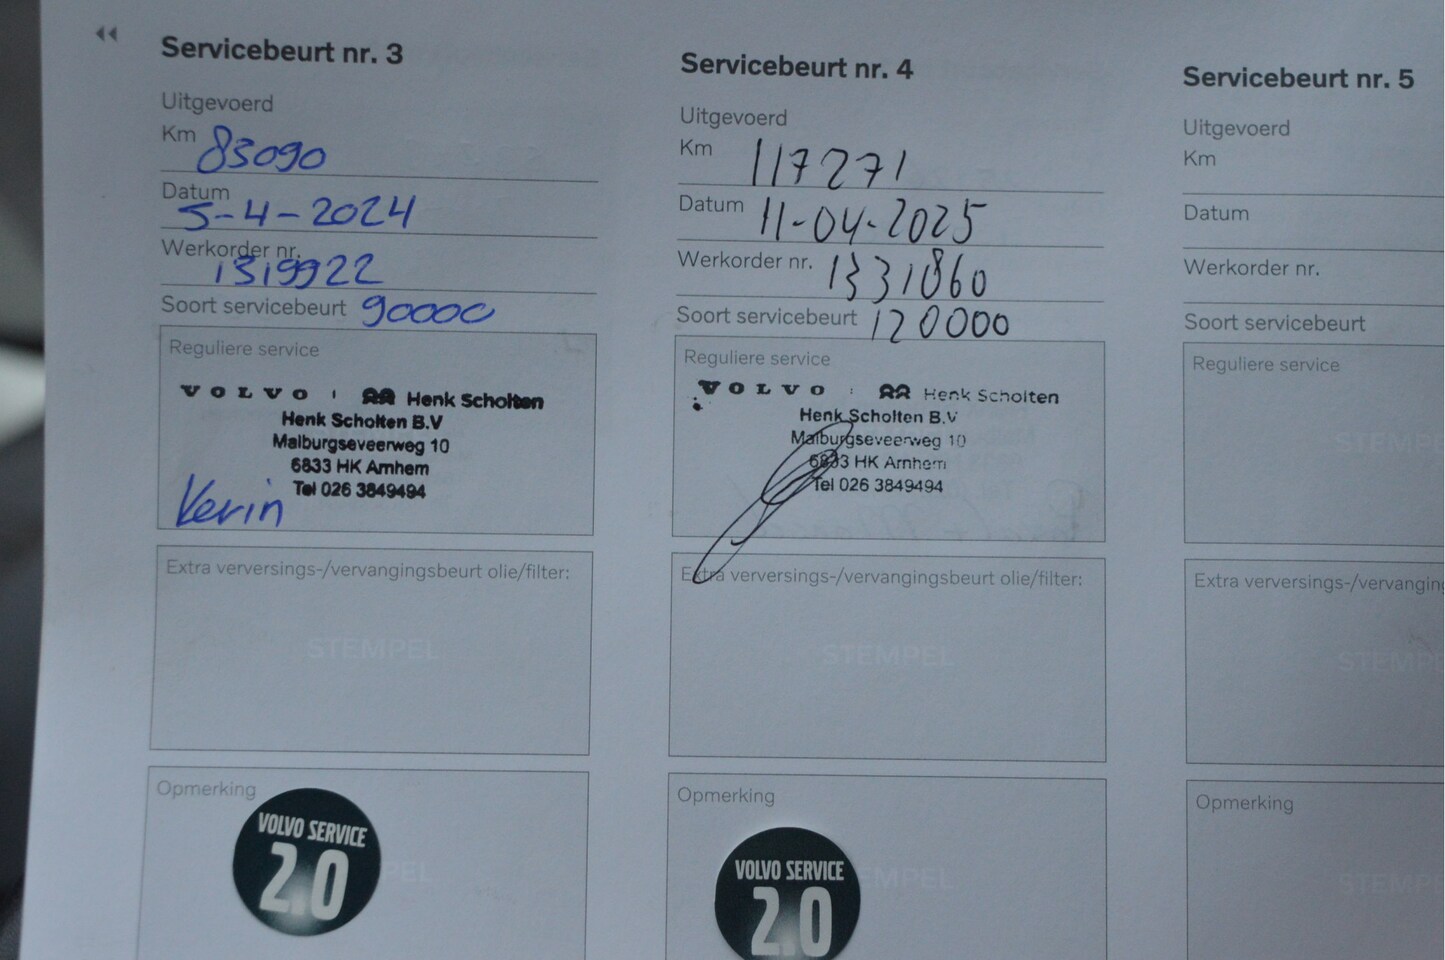 Servicebeurt nr. 3
Uitgevoerd
Km 83090
Datum 5-4-2024
Werkorder nr. 1319922
Soort servicebeurt 90000
Reguliere service
VOLVO Henk Scholten
Henk Scholten B.V
Malburgseveerweg 10
6833 HK Arnhem
Tel 026 3849494
Kevin
Extra verversings-/vervangingsbeurt olie/filter:
STEMPEL
Opmerking
VOLVO SERVICE
2.0
Servicebeurt nr. 4
Uitgevoerd
Km 117271
Datum 11-04-2025
Werkorder nr. 1331860
Soort servicebeurt 120000
Reguliere service
VOLVO Henk Scholten
Henk Scholten B.V
Malburgseveerweg 10
6833 HK Arnhem
Tel 026 3849494
Extra verversings-/vervangingsbeurt olie/filter:
STEMPEL
Opmerking
VOLVO SERVICE
2.0
EMPEL
Servicebeurt nr. 5
Uitgevoerd
Km
Datum
Werkorder nr.
Soort servicebeurt
Reguliere service
STEMPE
Extra verversings-/vervanging
STEMPE
Opmerking
STEMPE